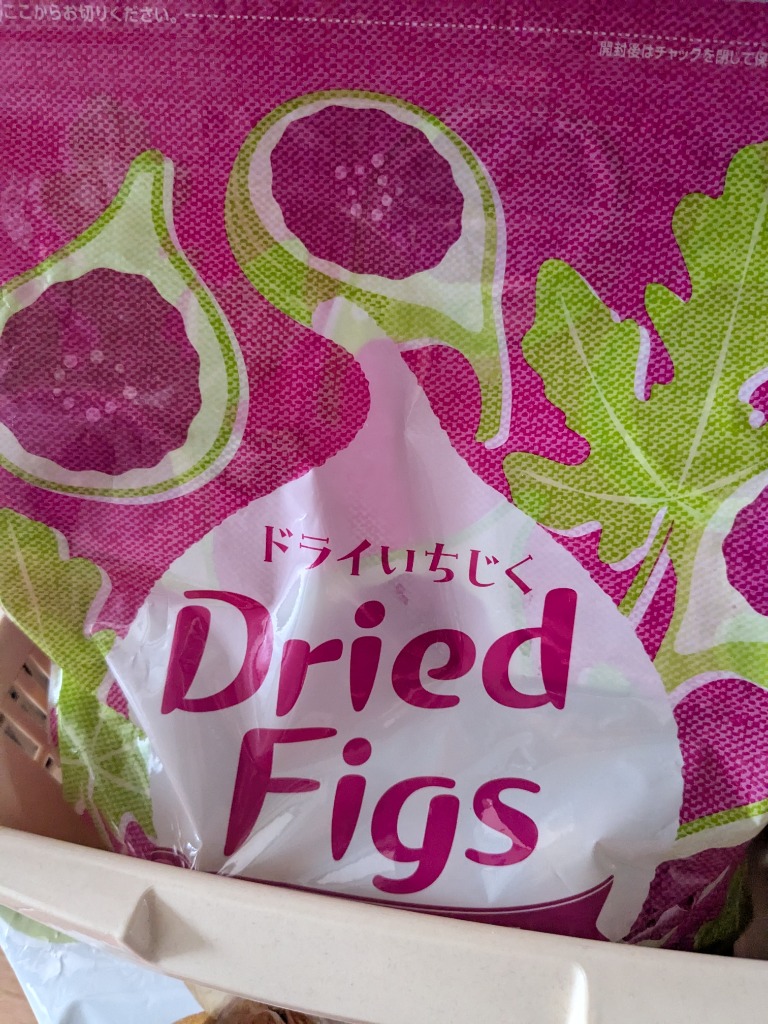 ここからお切りください。
開封後はチャックを閉して保
ドライいちじく
Dried
Figs